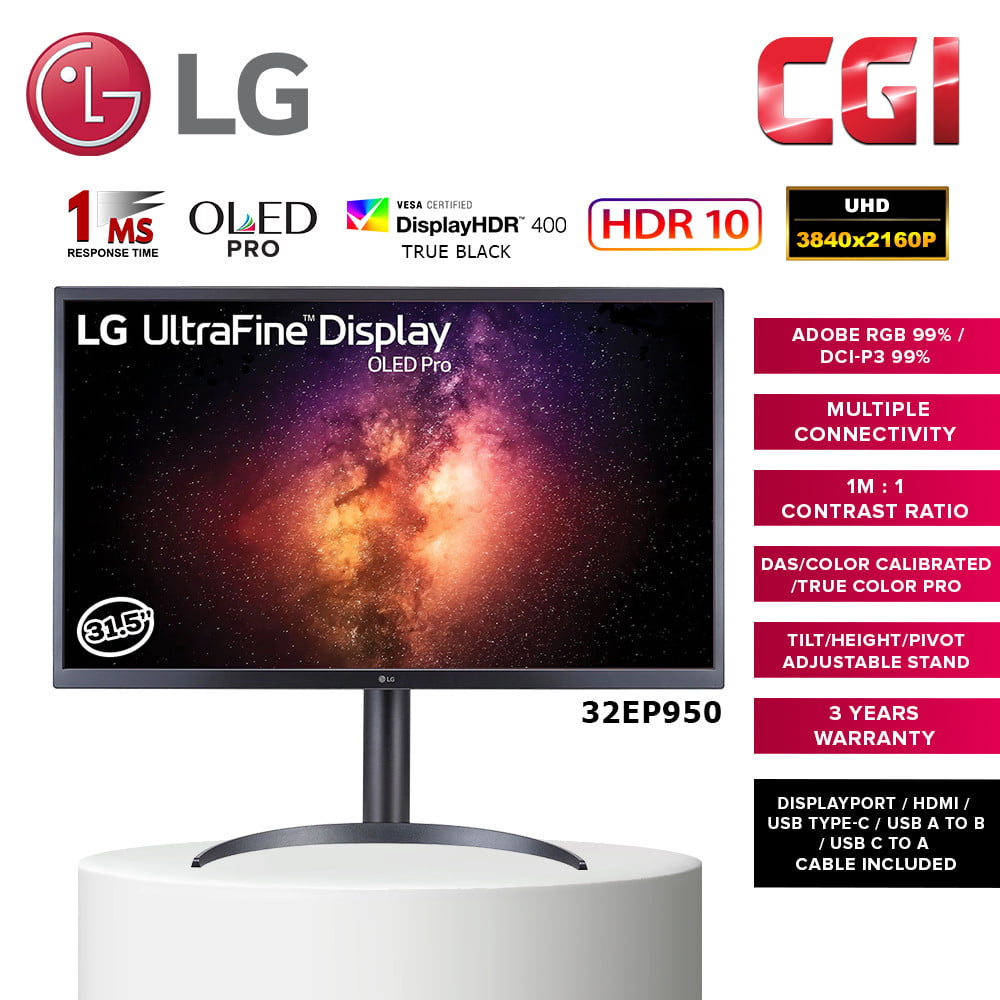 LG
CGI
1 MS
RESPONSE TIME
OLED
PRO
VESA CERTIFIED
DisplayHDR™ 400
TRUE BLACK
HDR 10
UHD
3840x2160P
LG UltraFine™ Display
OLED Pro
31.5"
LG
32EP950
ADOBE RGB 99% /
DCI-P3 99%
MULTIPLE
CONNECTIVITY
1M : 1
CONTRAST RATIO
DAS/COLOR CALIBRATED
/TRUE COLOR PRO
TILT/HEIGHT/PIVOT
ADJUSTABLE STAND
3 YEARS
WARRANTY
DISPLAYPORT / HDMI /
USB TYPE-C / USB A TO B
/ USB C TO A
CABLE INCLUDED